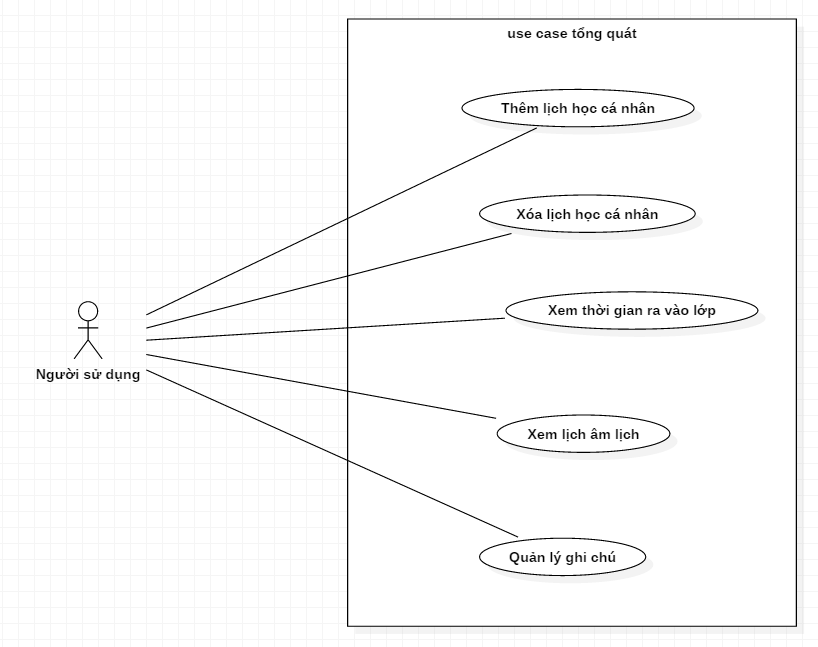 use case tổng quát
Thêm lịch học cá nhân
Xóa lịch học cá nhân
Xem thời gian ra vào lớp
Người sử dụng
Xem lịch âm lịch
Quản lý ghi chú